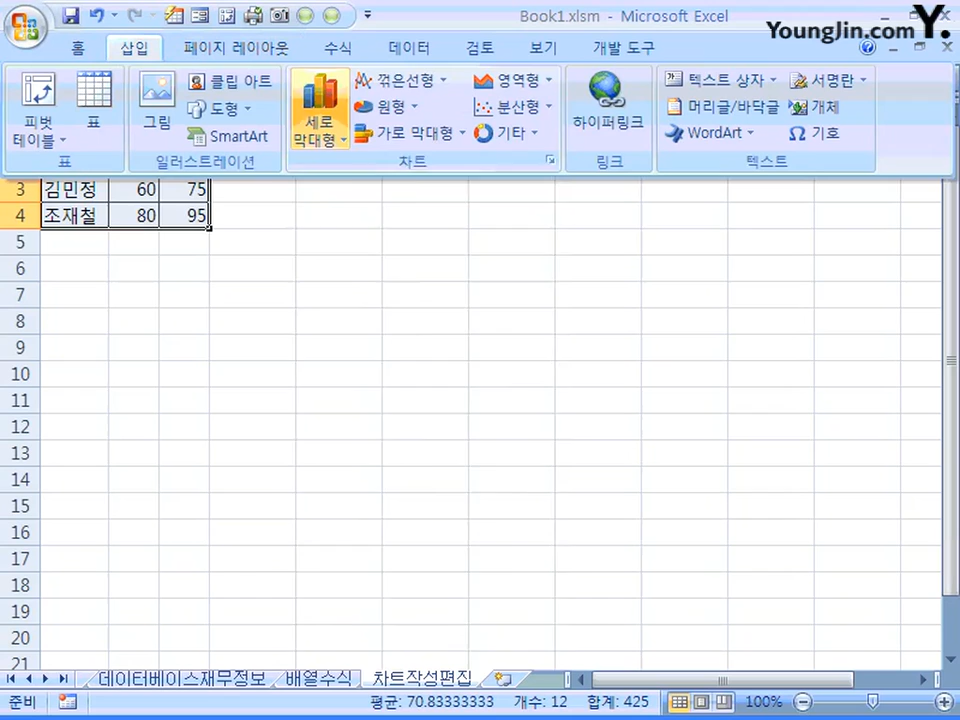 Book1.xlsm - Microsoft Excel
YoungJin.com Y.
홈 삽입 페이지 레이아웃 수식 데이터 검토 보기 개발 도구
피벗 테이블 표 그림 클립 아트 도형 SmartArt
세로 막대형 꺾은선형 원형 가로 막대형 영역형 분산형 기타
하이퍼링크 텍스트 상자 머리글/바닥글 WordArt 서명란 개체 기호
표 일러스트레이션 차트 링크 텍스트
3 김민정 60 75
4 조재철 80 95
5
6
7
8
9
10
11
12
13
14
15
16
17
18
19
20
21
데이터베이스재무정보 배열수식 차트작성편집
준비 평균: 70.83333333 개수: 12 합계: 425 100%